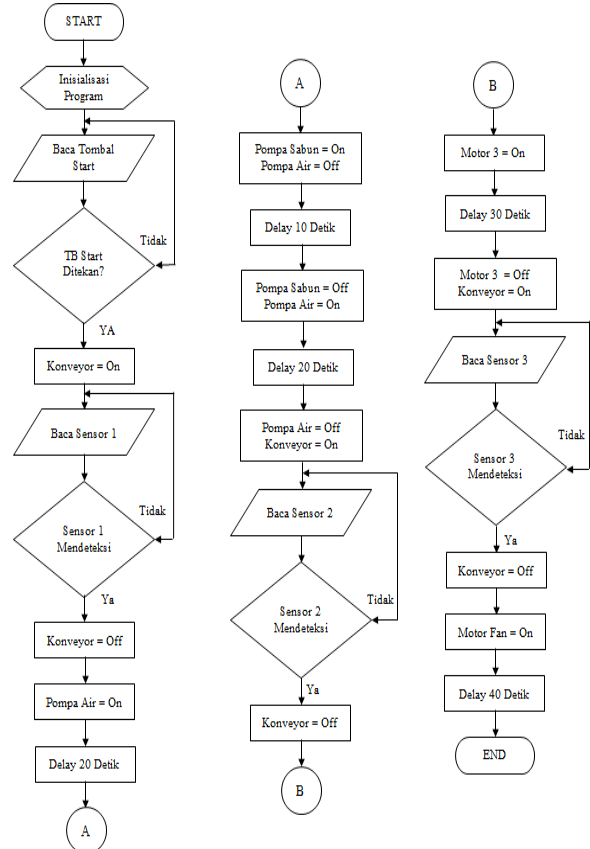 START
Inisialisasi
Program
Baca Tombal
Start
Tidak
TB Start
Ditekan?
YA
Konveyor = On
Baca Sensor 1
Tidak
Sensor 1
Mendeteksi
Ya
Konveyor = Off
Pompa Air = On
Delay 20 Detik
A
A
Pompa Sabun = On
Pompa Air = Off
Delay 10 Detik
Pompa Sabun = Off
Pompa Air = On
Delay 20 Detik
Pompa Air = Off
Konveyor = On
Baca Sensor 2
Tidak
Sensor 2
Mendeteksi
Ya
Konveyor = Off
B
B
Motor 3 = On
Delay 30 Detik
Motor 3 = Off
Konveyor = On
Baca Sensor 3
Tidak
Sensor 3
Mendeteksi
Ya
Konveyor = Off
Motor Fan = On
Delay 40 Detik
END